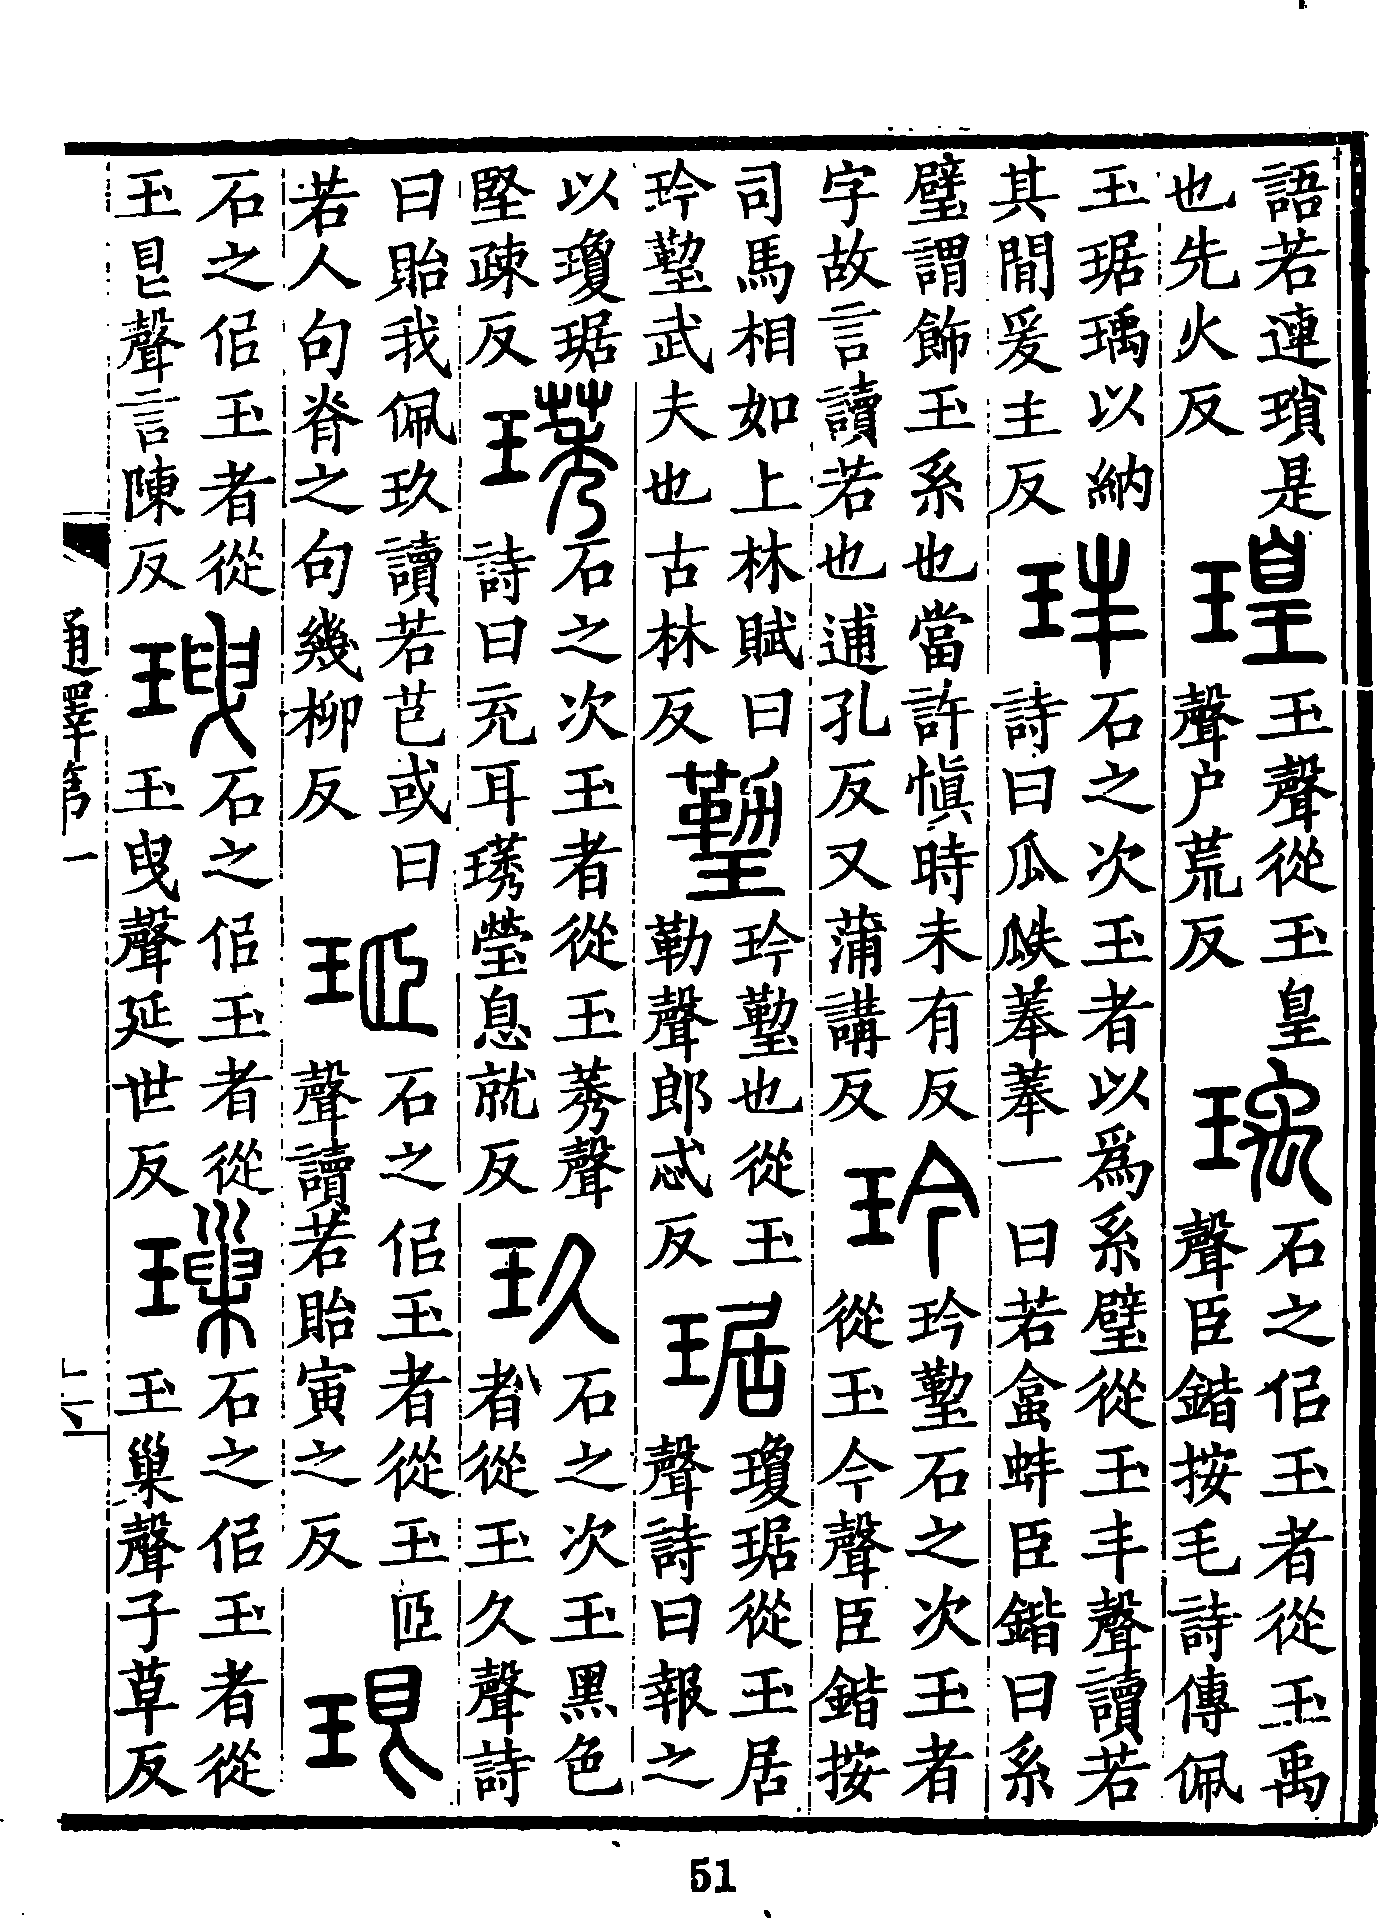 語若連瑣是
也先火反
瑝
玉聲從玉皇
聲户荒反
瑀
石之佀玉者從玉禹
聲臣鍇按毛詩傳佩
玉琚瑀以納
其閒爰主反
玤
石之次玉者以爲系璧從玉丰聲讀若
詩曰瓜瓞菶菶一曰若盒蚌臣鍇曰系
璧謂飾玉系也當許慎時未有反
字故言讀若也逋孔反又蒲講反
玪
玪𤨙石之次玉者
從玉今聲臣鍇按
司馬相如上林賦曰
玪𤨙武夫也古林反
𤨙
玪𤨙也從玉
勒聲郎忒反
琚
瓊琚從玉居
聲詩曰報之
以瓊琚
堅疎反
璓
石之次玉者從玉莠聲
詩曰充耳璓瑩息就反
玖
石之次玉黑色
者從玉久聲詩
曰貽我佩玖讀若芑或曰
若人句脊之句幾柳反
㺿
石之佀玉者從玉𦣞
聲讀若貽寅之反
珢
石之佀玉者從
玉㫐聲言陳反
㺷
石之佀玉者從
玉曳聲延世反
璅
石之佀玉者從
玉巢聲子草反
通釋第一
51